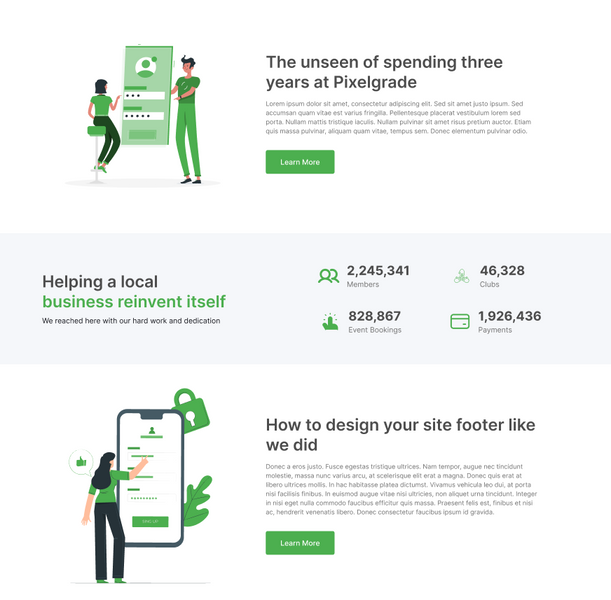 The unseen of spending three
years at Pixelgrade
Lorem ipsum dolor sit amet, consectetur adipiscing elit. Sed sit amet justo ipsum. Sed
accumsan quam vitae est varius fringilla. Pellentesque placerat vestibulum lorem sed
porta. Nullam mattis tristique iaculis. Nullam pulvinar sit amet risus pretium auctor. Etiam
quis massa pulvinar, aliquam quam vitae, tempus sem. Donec elementum pulvinar odio.
Learn More
Helping a local
business reinvent itself
We reached here with our hard work and dedication
2,245,341
Members
46,328
Clubs
828,867
Event Bookings
1,926,436
Payments
How to design your site footer like
we did
Donec a eros justo. Fusce egestas tristique ultrices. Nam tempor, augue nec tincidunt
molestie, massa nunc varius arcu, at scelerisque elit erat a magna. Donec quis erat at
libero ultrices mollis. In hac habitasse platea dictumst. Vivamus vehicula leo dui, at porta
nisl facilisis finibus. In euismod augue vitae nisi ultricies, non aliquet urna tincidunt. Integer
in nisi eget nulla commodo faucibus efficitur quis massa. Praesent felis est, finibus et nisi
ac, hendrerit venenatis libero. Donec consectetur faucibus ipsum id gravida.
Learn More